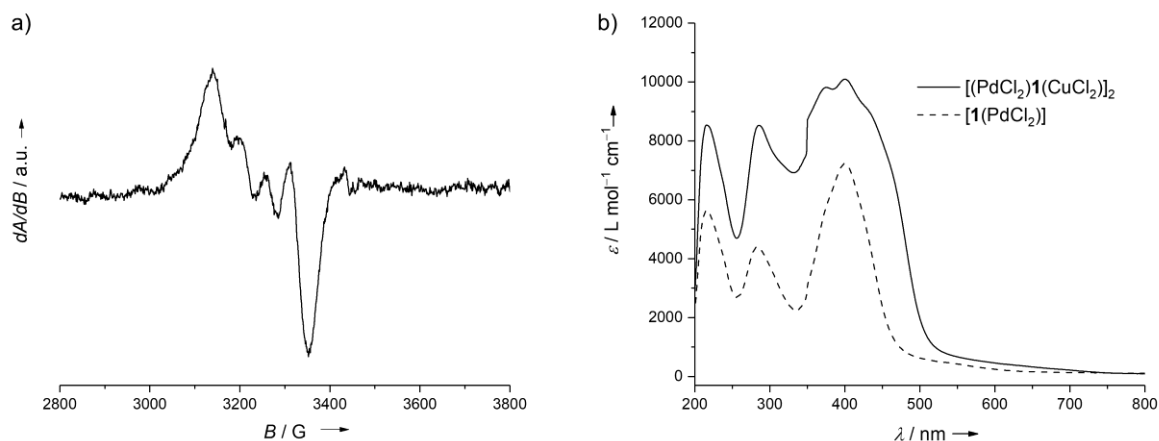 a)
dA/dB / a.u. →
2800 3000 3200 3400 3600 3800
B / G →
b)
ε / L mol⁻¹ cm⁻¹ →
12000
10000
8000
6000
4000
2000
0
[(PdCl₂)1(CuCl₂)]₂
[1(PdCl₂)]
200 300 400 500 600 700 800
λ / nm →